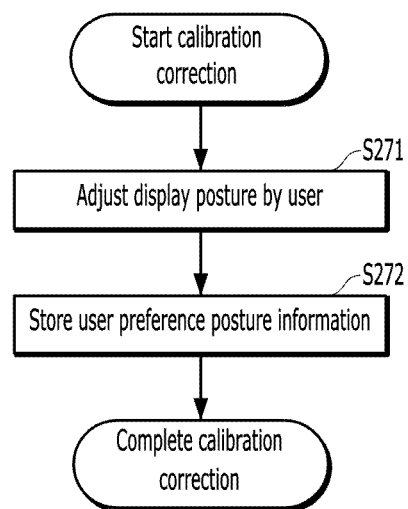 Start calibration
correction
S271
Adjust display posture by user
S272
Store user preference posture information
Complete calibration
correction